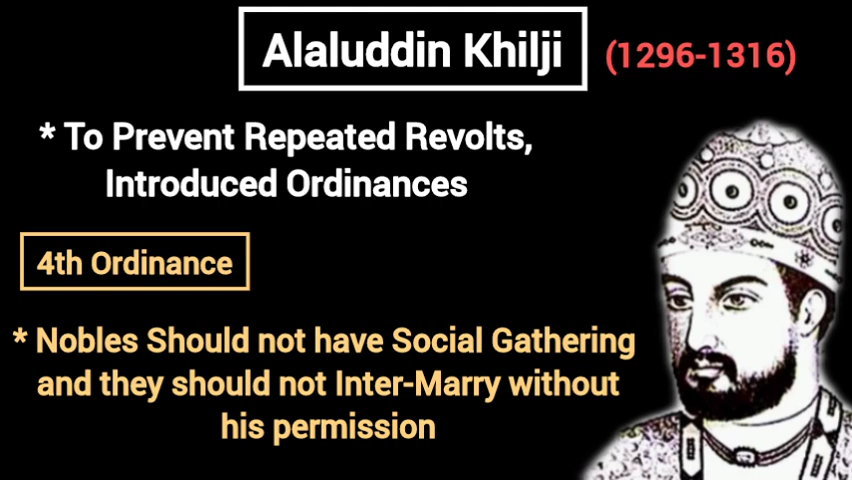 Alaluddin Khilji (1296-1316)
* To Prevent Repeated Revolts,
Introduced Ordinances
4th Ordinance
* Nobles Should not have Social Gathering
and they should not Inter-Marry without
his permission